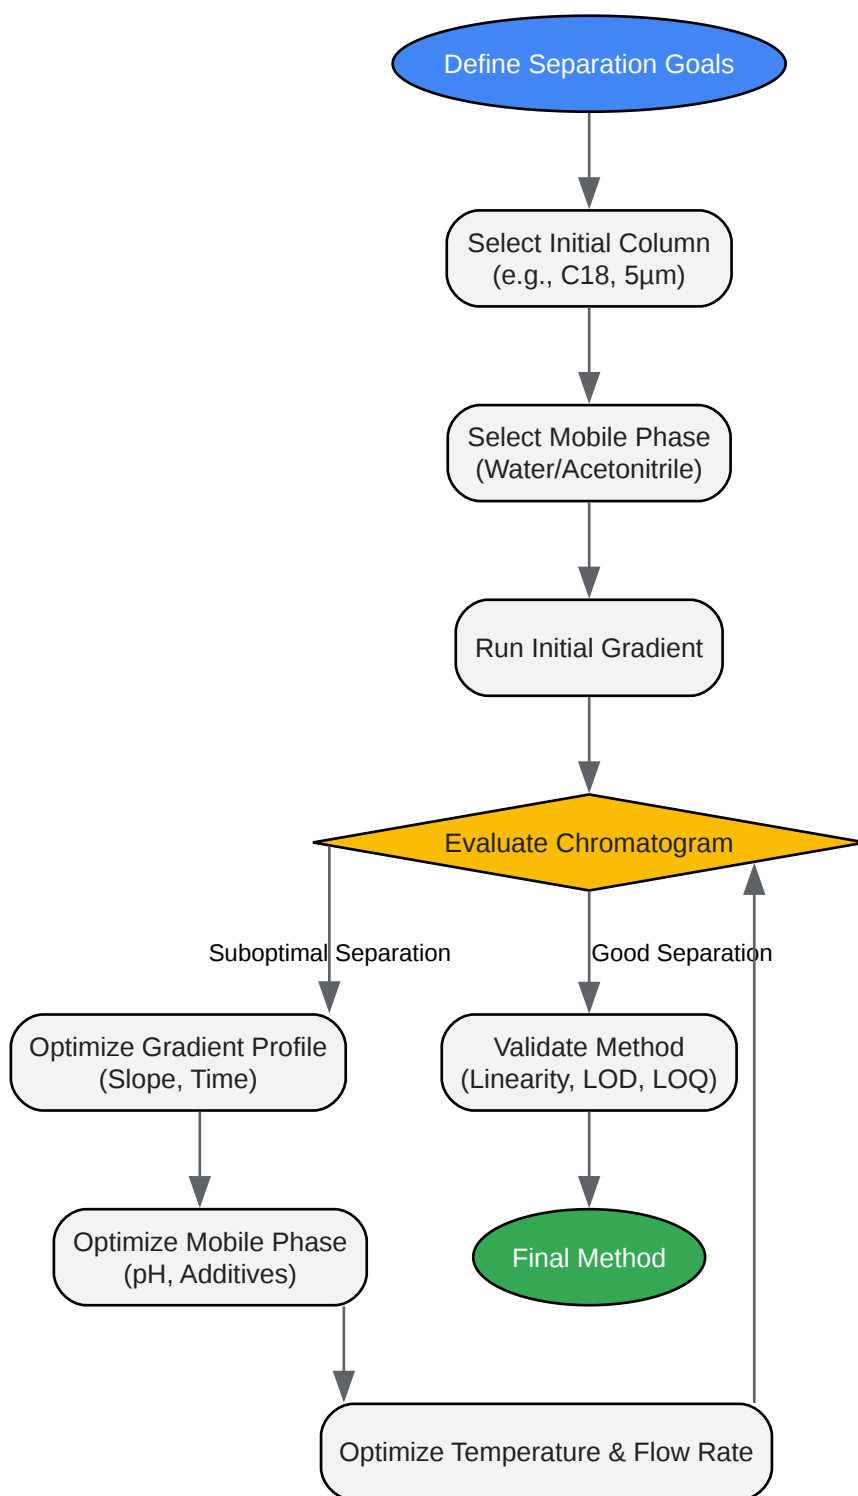 Define Separation Goals
Select Initial Column
(e.g., C18, 5µm)
Select Mobile Phase
(Water/Acetonitrile)
Run Initial Gradient
Evaluate Chromatogram
Suboptimal Separation
Good Separation
Optimize Gradient Profile
(Slope, Time)
Validate Method
(Linearity, LOD, LOQ)
Optimize Mobile Phase
(pH, Additives)
Final Method
Optimize Temperature & Flow Rate